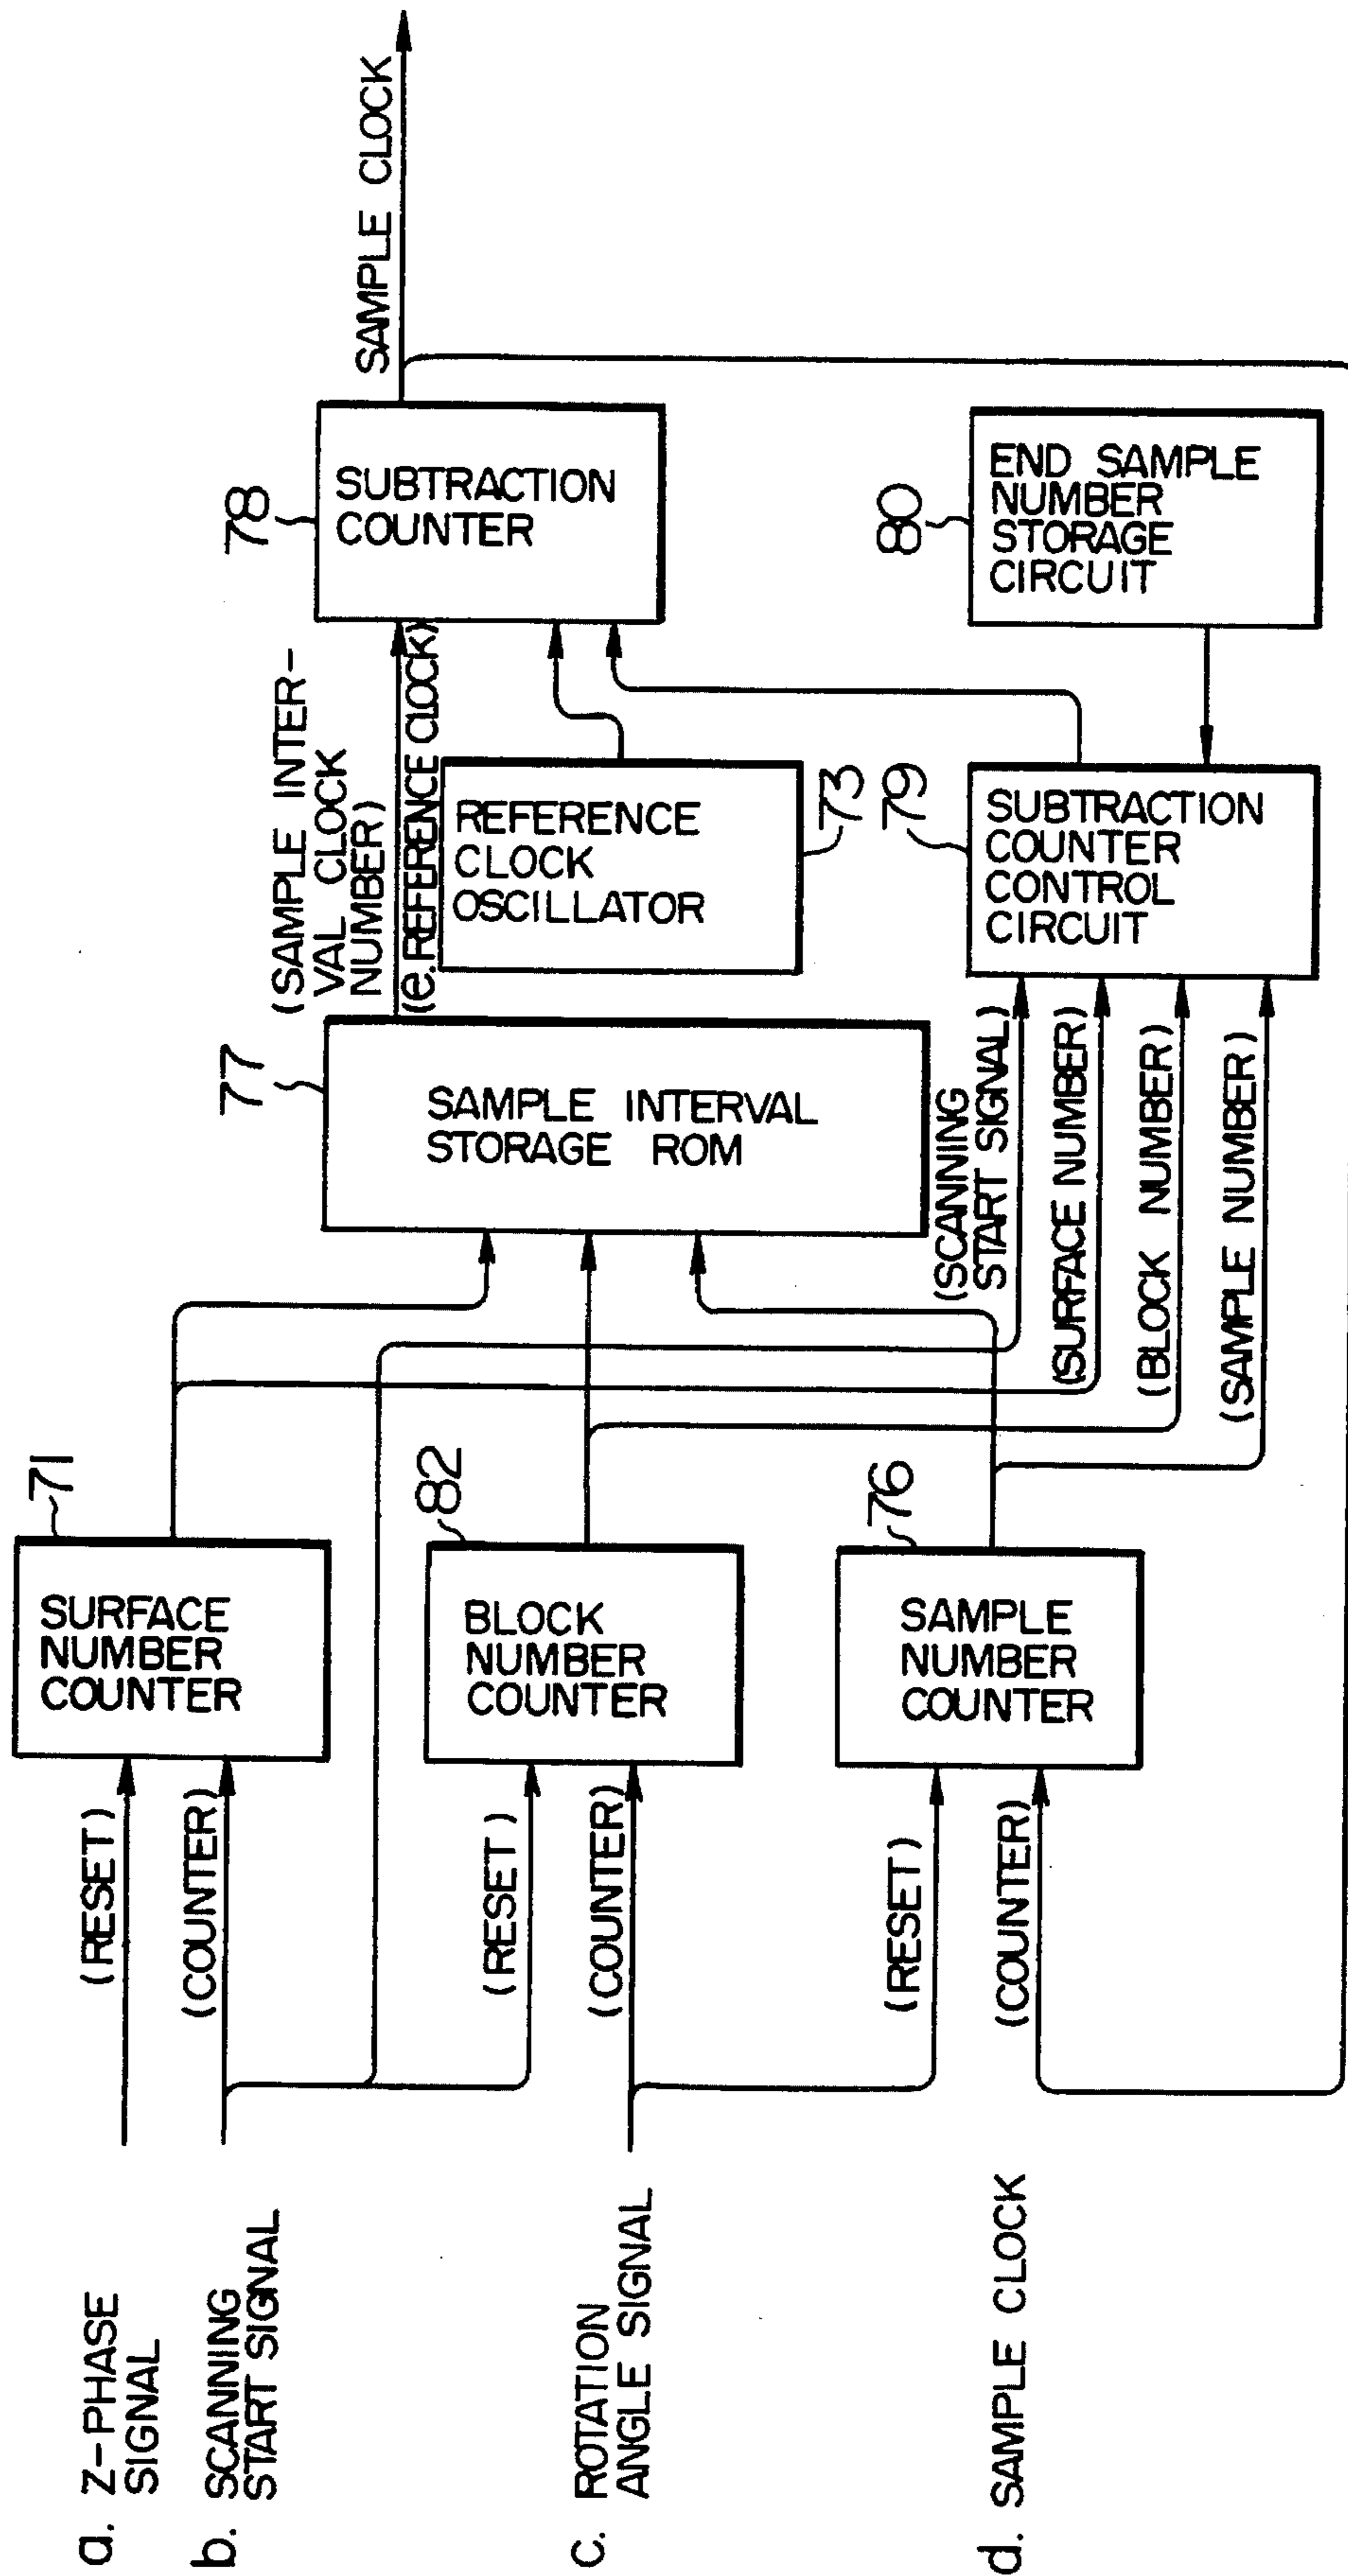 a. Z-PHASE
SIGNAL
b. SCANNING
START SIGNAL
c. ROTATION
ANGLE SIGNAL
d. SAMPLE CLOCK
(RESET)
(COUNTER)
(RESET)
(COUNTER)
(RESET)
(COUNTER)
71
SURFACE
NUMBER
COUNTER
82
BLOCK
NUMBER
COUNTER
76
SAMPLE
NUMBER
COUNTER
77
SAMPLE INTERVAL
STORAGE ROM
(SCANNING
START SIGNAL)
(SURFACE NUMBER)
(BLOCK NUMBER)
(SAMPLE NUMBER)
(SAMPLE INTER-
VAL CLOCK
NUMBER)
(e. REFERENCE CLOCK)
REFERENCE
CLOCK
OSCILLATOR
73
79
SUBTRACTION
COUNTER
CONTROL
CIRCUIT
78
SUBTRACTION
COUNTER
80
END SAMPLE
NUMBER
STORAGE
CIRCUIT
SAMPLE CLOCK